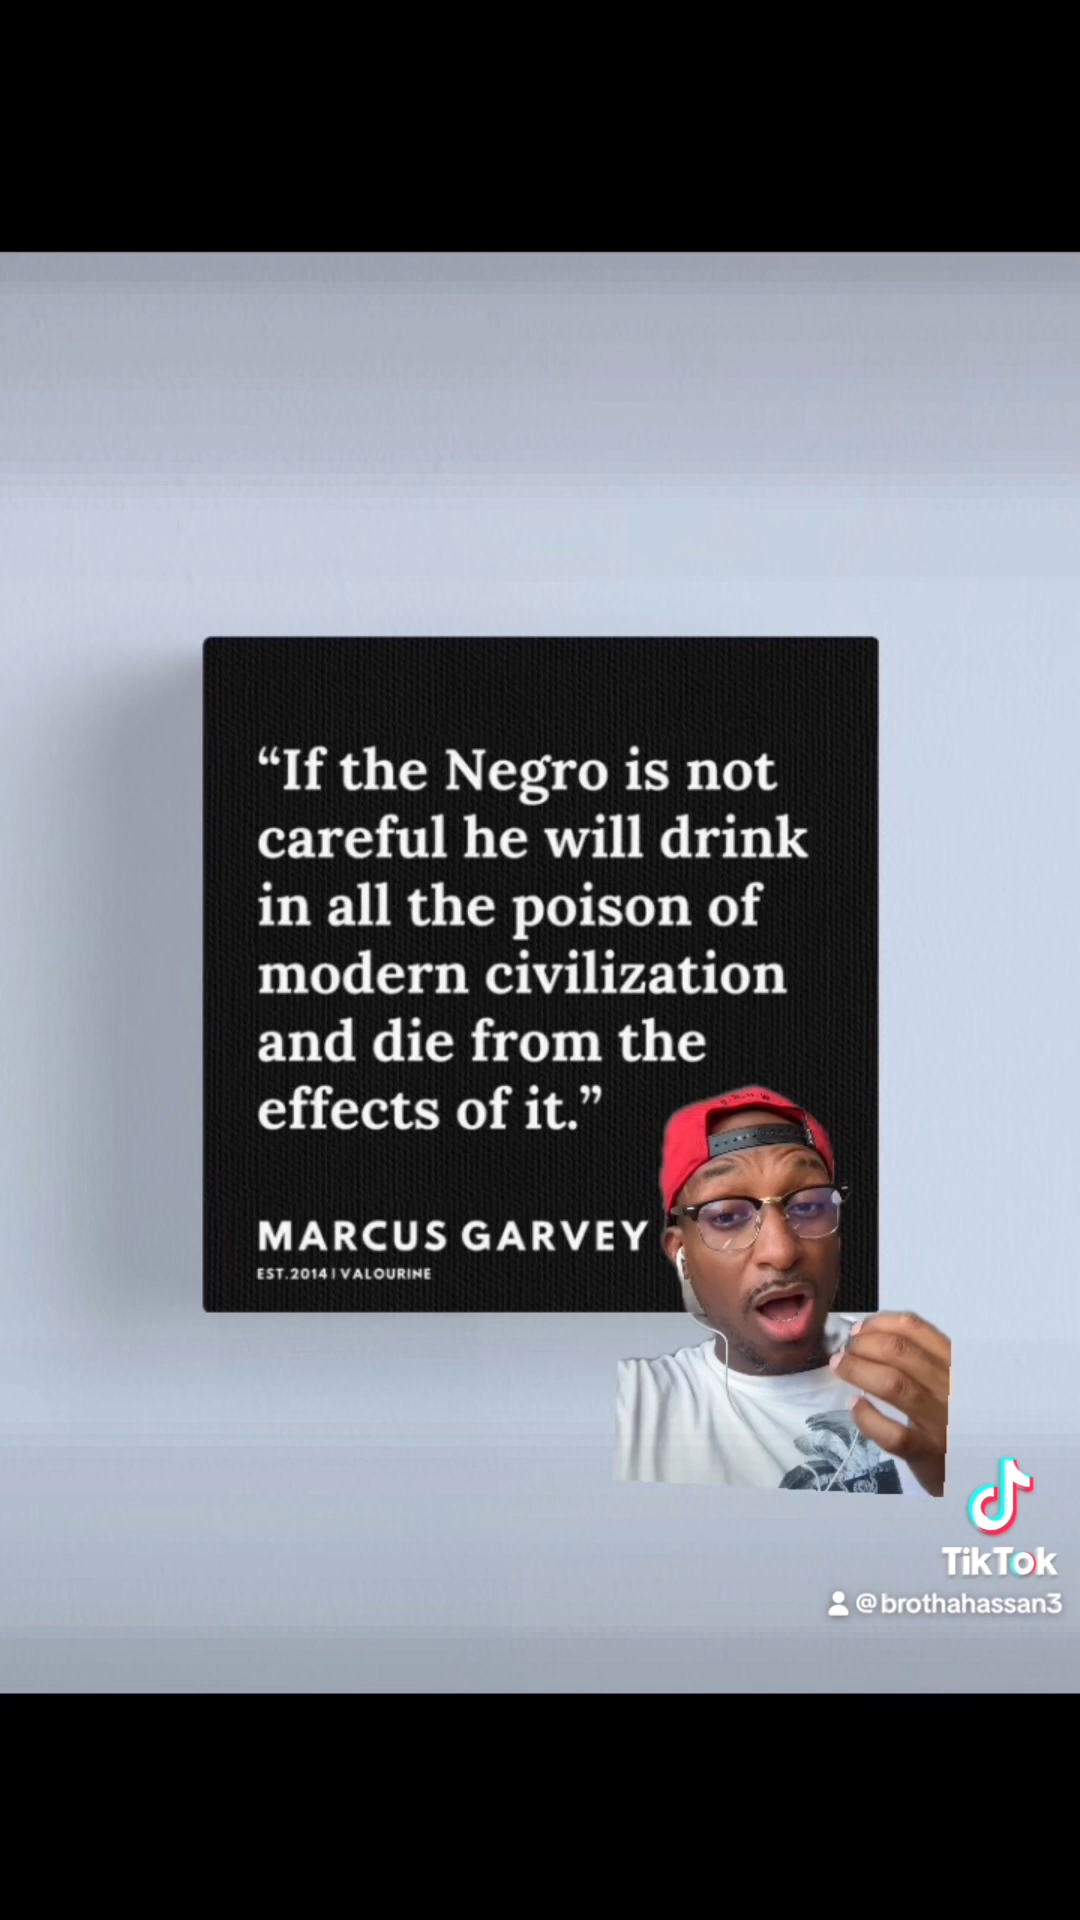 “If the Negro is not
careful he will drink
in all the poison of
modern civilization
and die from the
effects of it.”
MARCUS GARVEY
EST.2014 | VALOURINE
TikTok
@brothahassan3